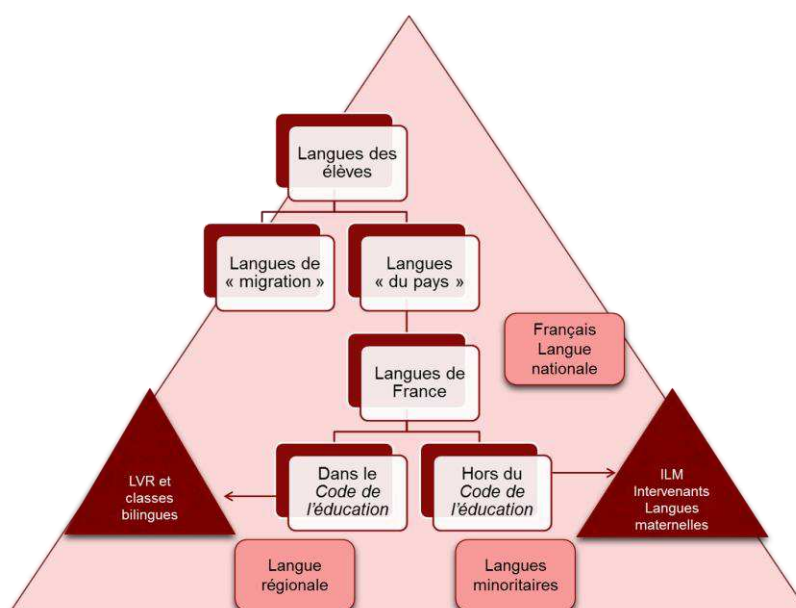 Langues des
élèves
Langues de
« migration »
Langues
« du pays »
Français
Langue
nationale
Langues de
France
LVR et
classes
bilingues
Dans le
Code de
l'éducation
Hors du
Code de
l'éducation
ILM
Intervenants
Langues
maternelles
Langue
régionale
Langues
minoritaires